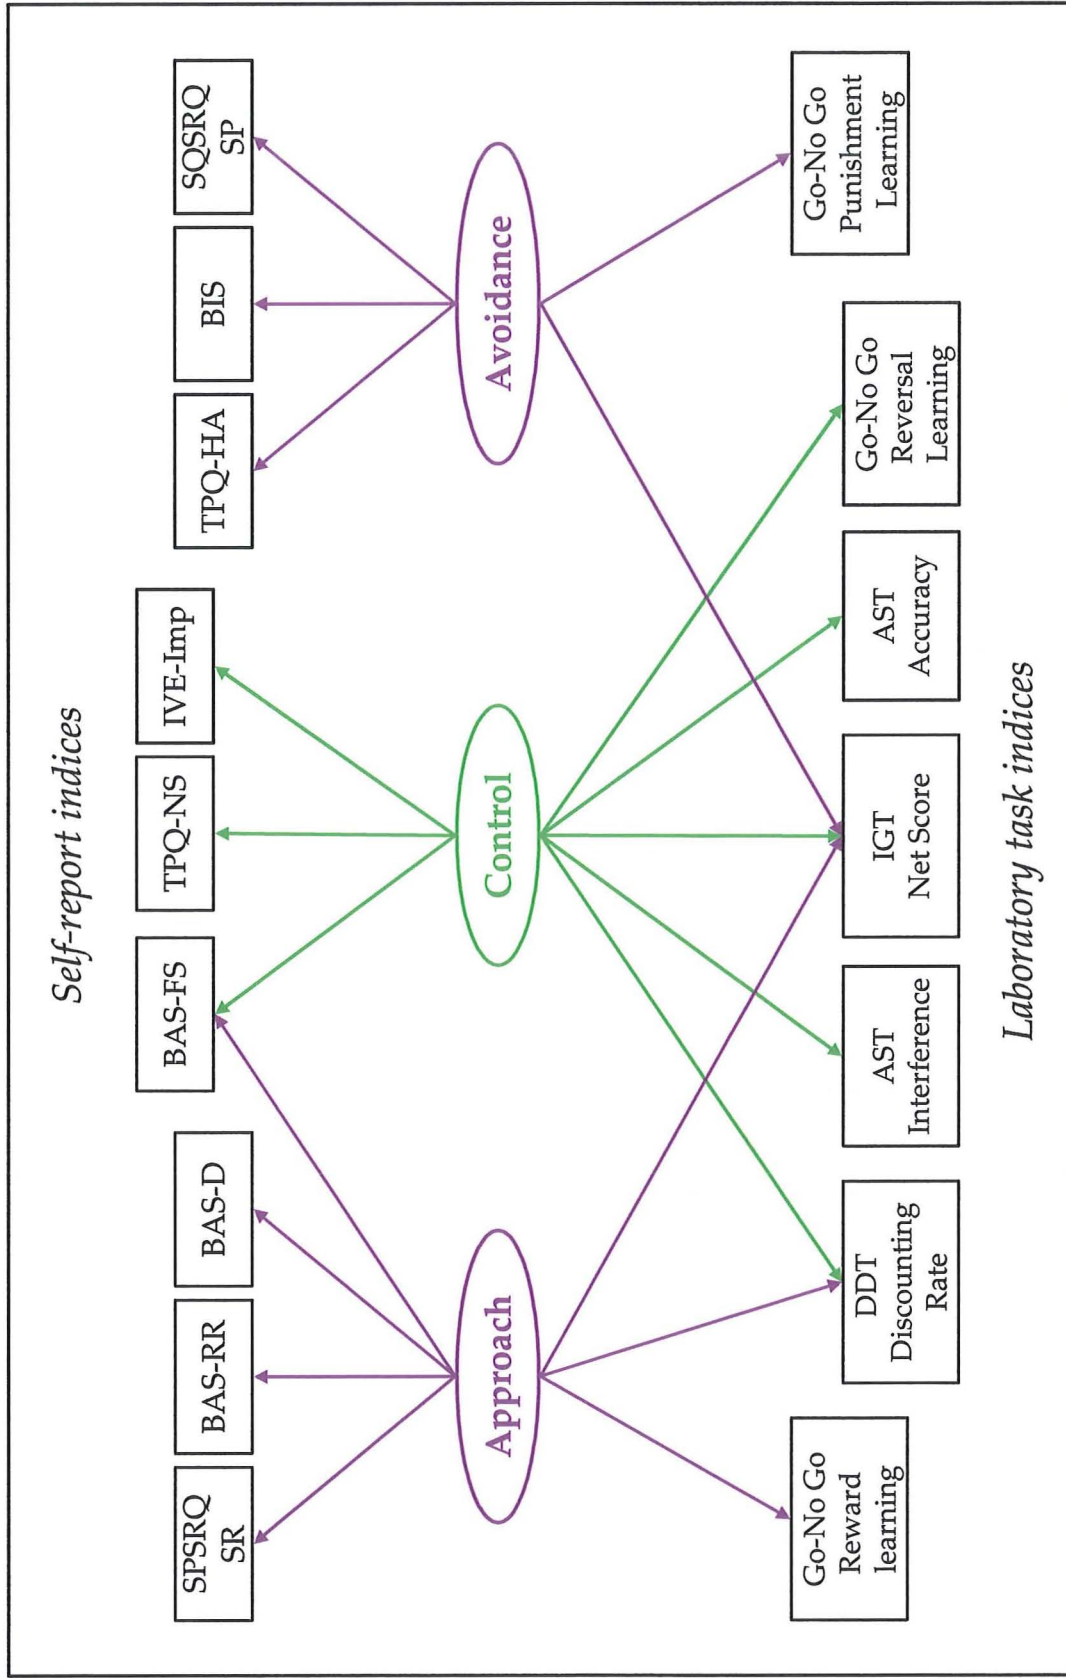 Self-report indices
SPSRQ
SR
BAS-RR
BAS-D
BAS-FS
TPQ-NS
IVE-Imp
TPQ-HA
BIS
SQSRQ
SP
Approach
Control
Avoidance
Go-No Go
Reward
learning
DDT
Discounting
Rate
AST
Interference
IGT
Net Score
AST
Accuracy
Go-No Go
Reversal
Learning
Go-No Go
Punishment
Learning
Laboratory task indices